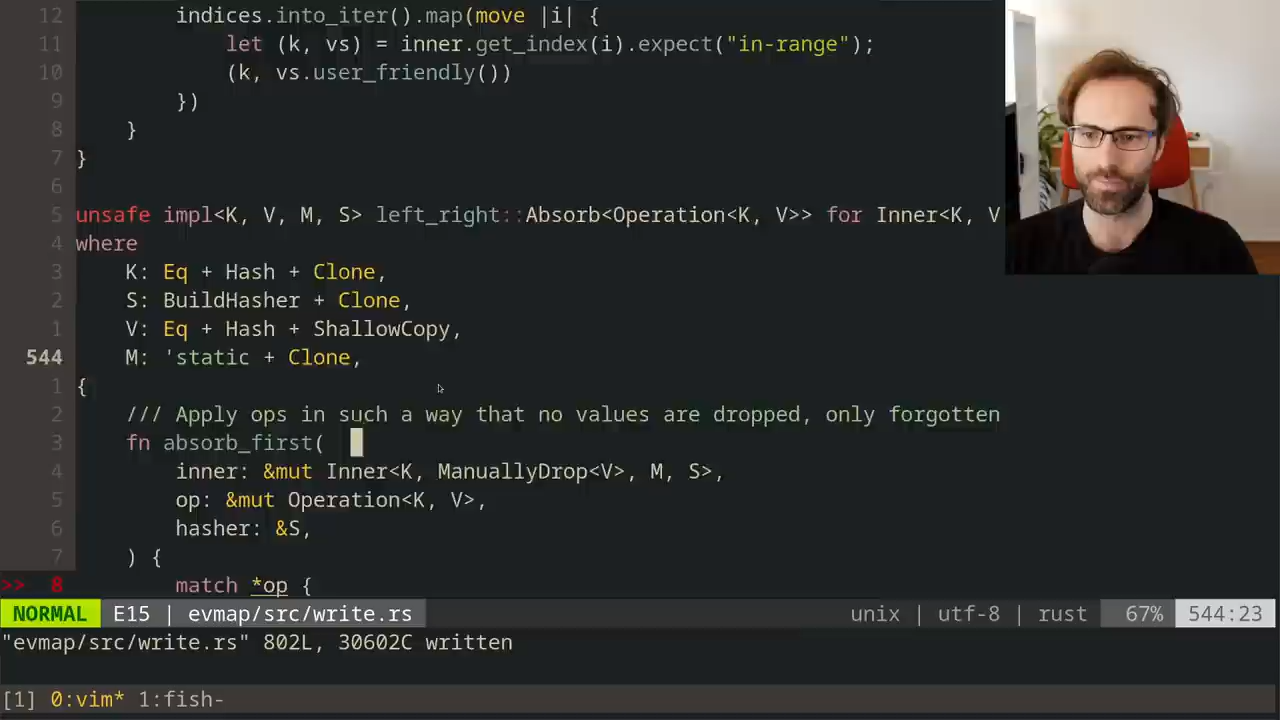 12 indices.into_iter().map(move |i| {
11 let (k, vs) = inner.get_index(i).expect("in-range");
10 (k, vs.user_friendly())
9 })
8 }
7 }
6
5 unsafe impl<K, V, M, S> left_right::Absorb<Operation<K, V>> for Inner<K, V
4 where
3 K: Eq + Hash + Clone,
2 S: BuildHasher + Clone,
1 V: Eq + Hash + ShallowCopy,
544 M: 'static + Clone,
1 {
2 /// Apply ops in such a way that no values are dropped, only forgotten
3 fn absorb_first(
4 inner: &mut Inner<K, ManuallyDrop<V>, M, S>,
5 op: &mut Operation<K, V>,
6 hasher: &S,
7 ) {
>> 8 match *op {
NORMAL E15 | evmap/src/write.rs unix | utf-8 | rust 67% 544:23
"evmap/src/write.rs" 802L, 30602C written
[1] 0:vim* 1:fish-